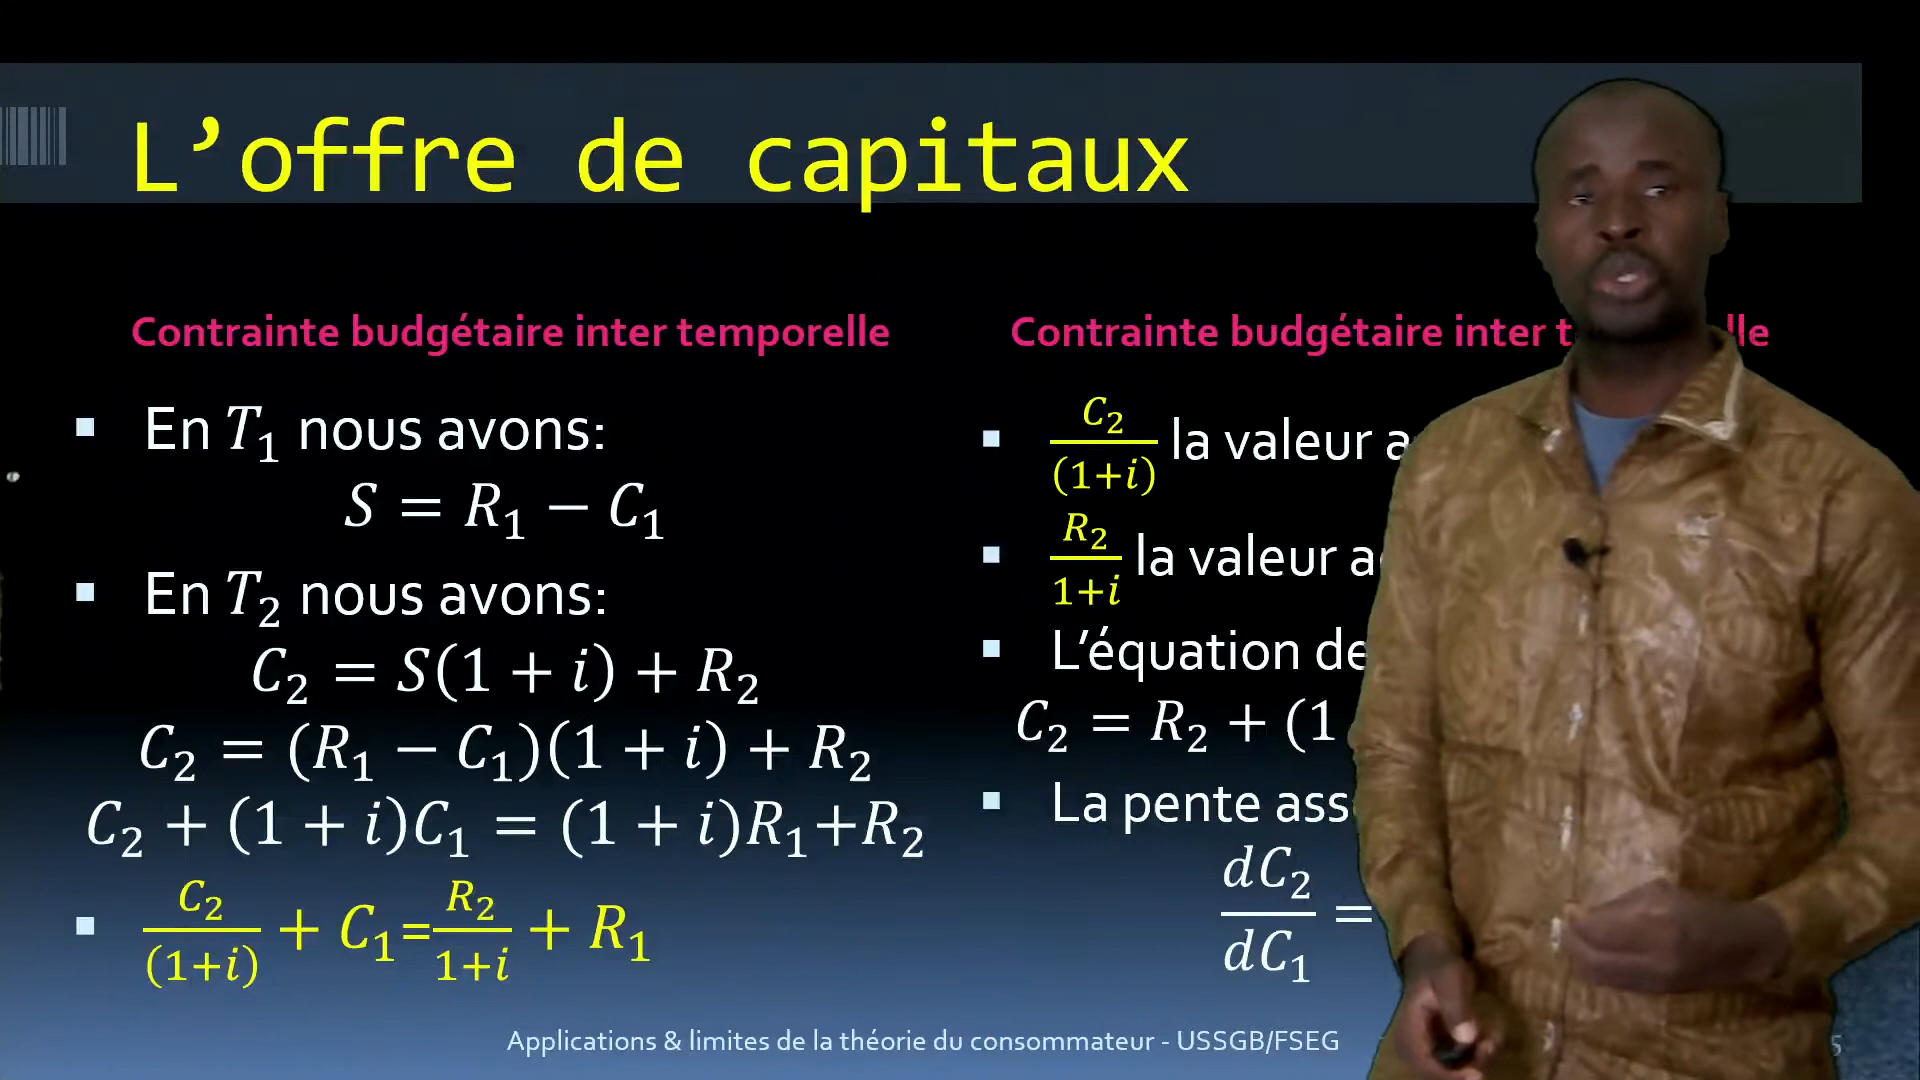 L’offre de capitaux
Contrainte budgétaire inter temporelle
En T₁ nous avons:
S = R₁ − C₁
En T₂ nous avons:
C₂ = S(1 + i) + R₂
C₂ = (R₁ − C₁)(1 + i) + R₂
C₂ + (1 + i)C₁ = (1 + i)R₁+R₂
C₂/(1+i) + C₁=R₂/1+i + R₁
Contrainte budgétaire inter
C₂/(1+i) la valeur
R₂/1+i la valeur
L’équation
C₂ = R₂ + (1
La pente
dC₂/dC₁ =
Applications & limites de la théorie du consommateur - USSGB/FSEG
5